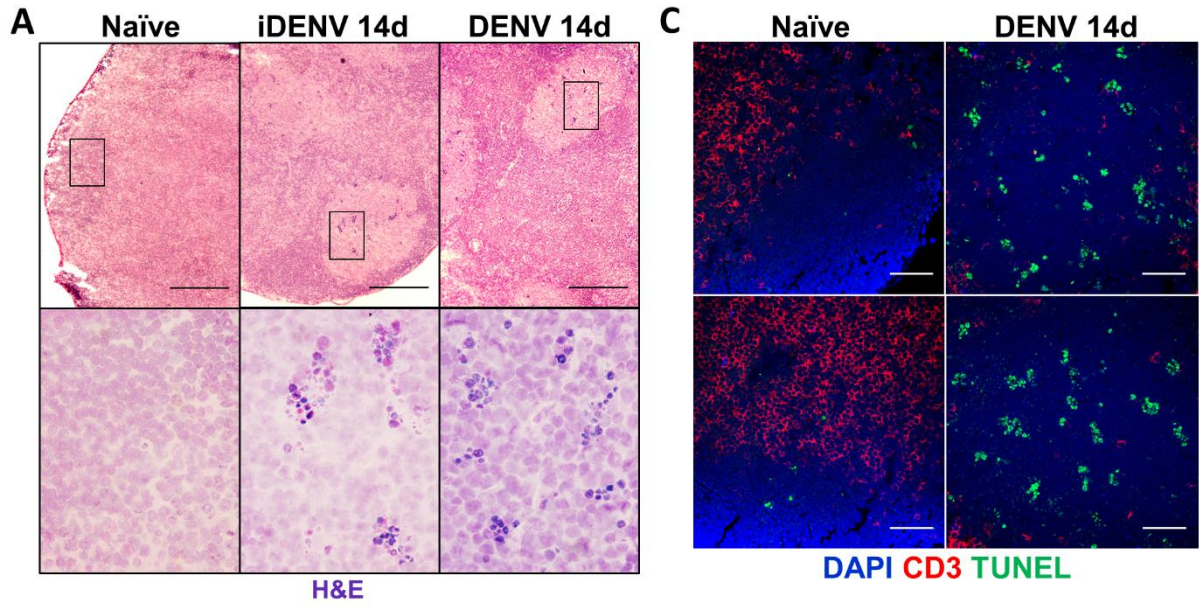 A
Naïve iDENV 14d DENV 14d
H&E
C
Naïve DENV 14d
DAPI CD3 TUNEL